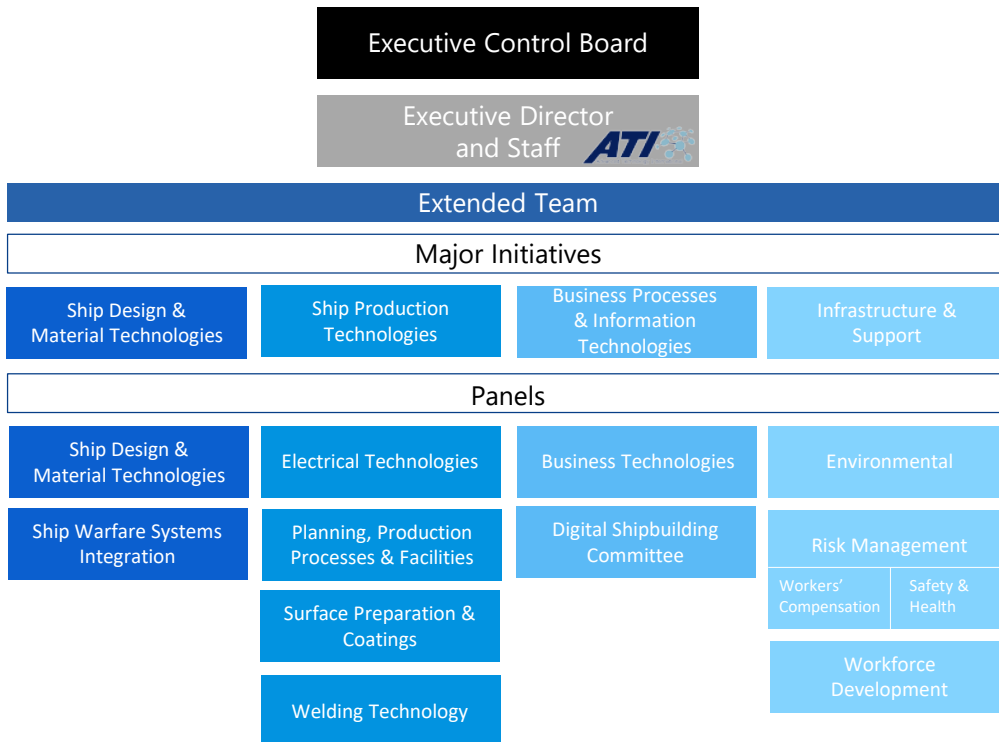 Executive Control Board
Executive Director
and Staff ATI
Extended Team
Major Initiatives
Ship Design &
Material Technologies
Ship Production
Technologies
Business Processes
& Information
Technologies
Infrastructure &
Support
Panels
Ship Design &
Material Technologies
Electrical Technologies
Business Technologies
Environmental
Ship Warfare Systems
Integration
Planning, Production
Processes & Facilities
Digital Shipbuilding
Committee
Risk Management
Workers'
Compensation
Safety &
Health
Surface Preparation &
Coatings
Workforce
Development
Welding Technology